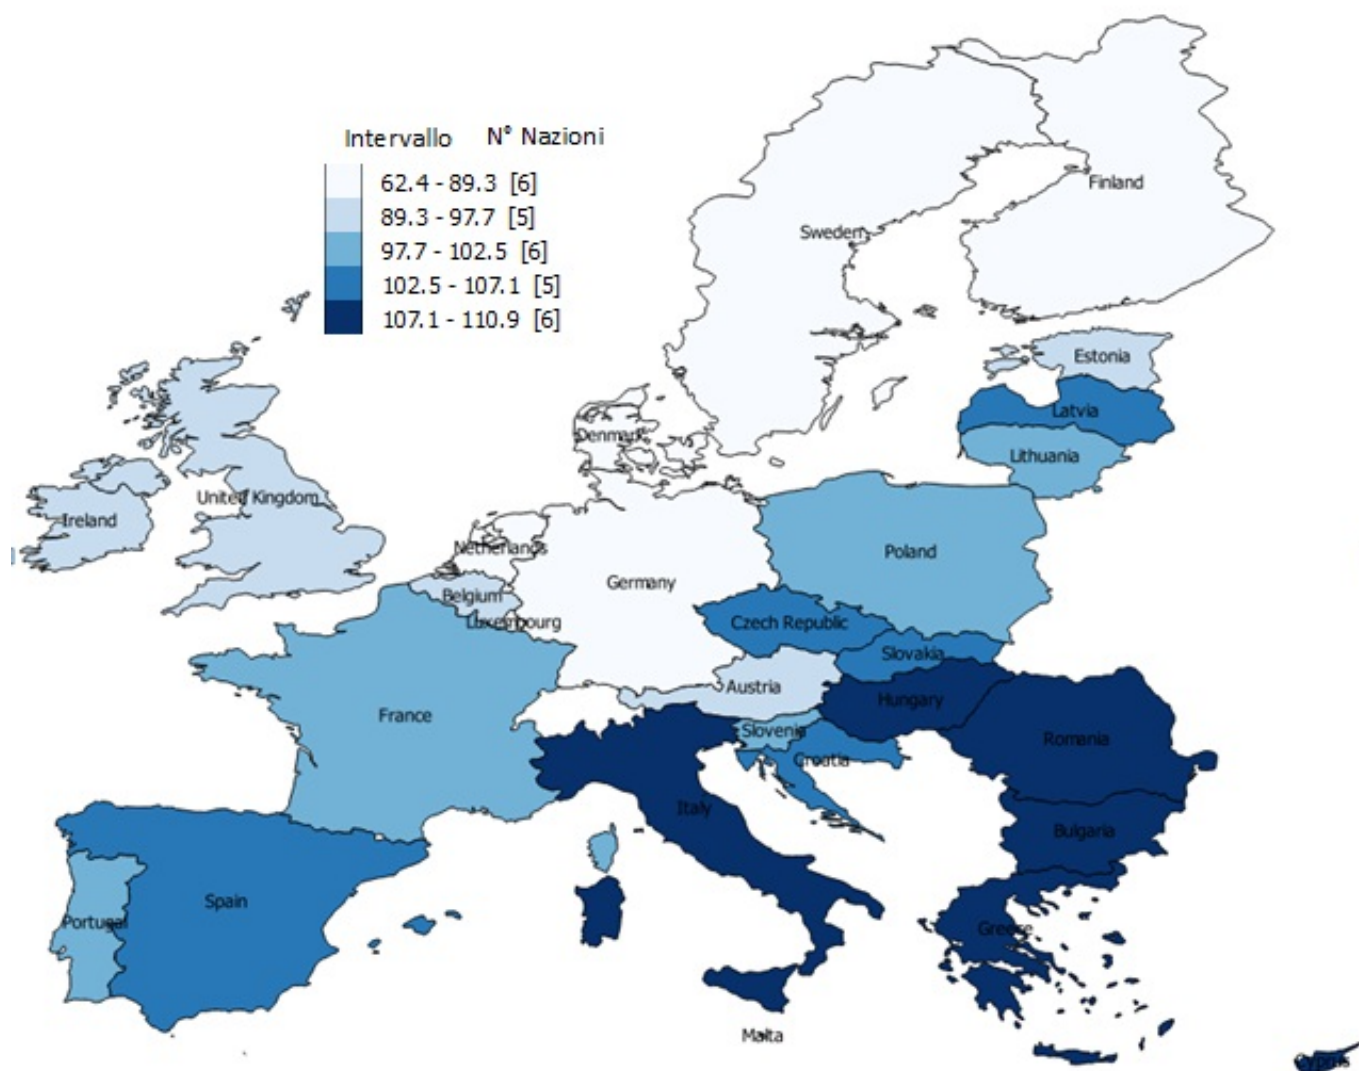 Intervallo N° Nazioni
62.4 - 89.3 [6]
89.3 - 97.7 [5]
97.7 - 102.5 [6]
102.5 - 107.1 [5]
107.1 - 110.9 [6]
Finland
Sweden
Estonia
Latvia
Denmark
Lithuania
United Kingdom
Ireland
Netherlands
Poland
Germany
Belgium
Luxembourg
Czech Republic
Slovakia
Austria
Hungary
France
Slovenia
Romania
Croatia
Italy
Bulgaria
Spain
Portugal
Greece
Malta
Cyprus